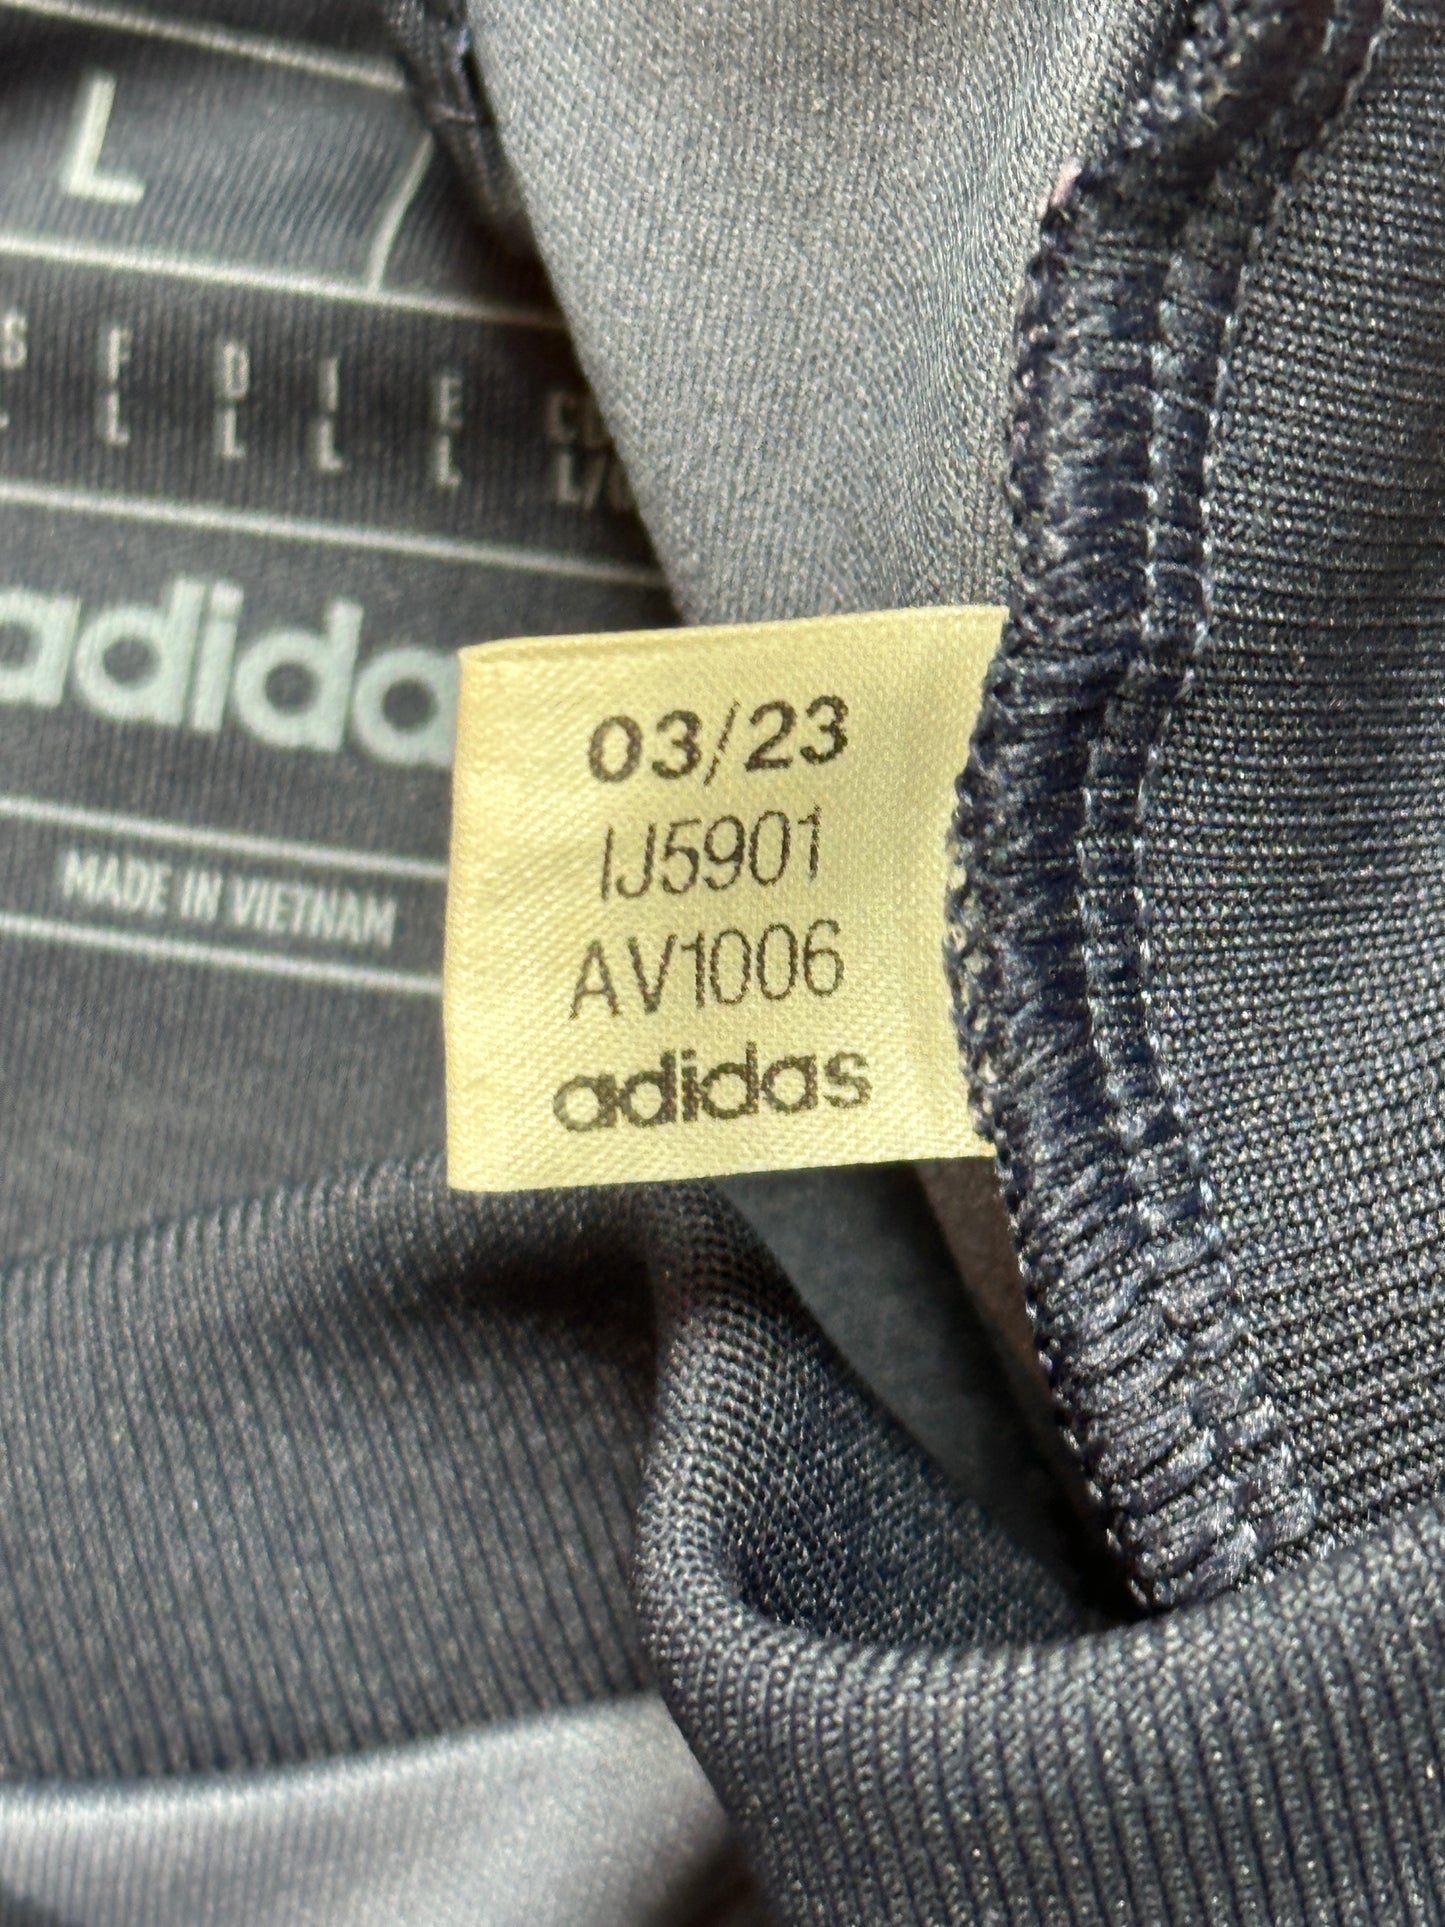 L
S F D I E
L L L L L/
adidas
MADE IN VIETNAM
03/23
IJ5901
AV1006
adidas